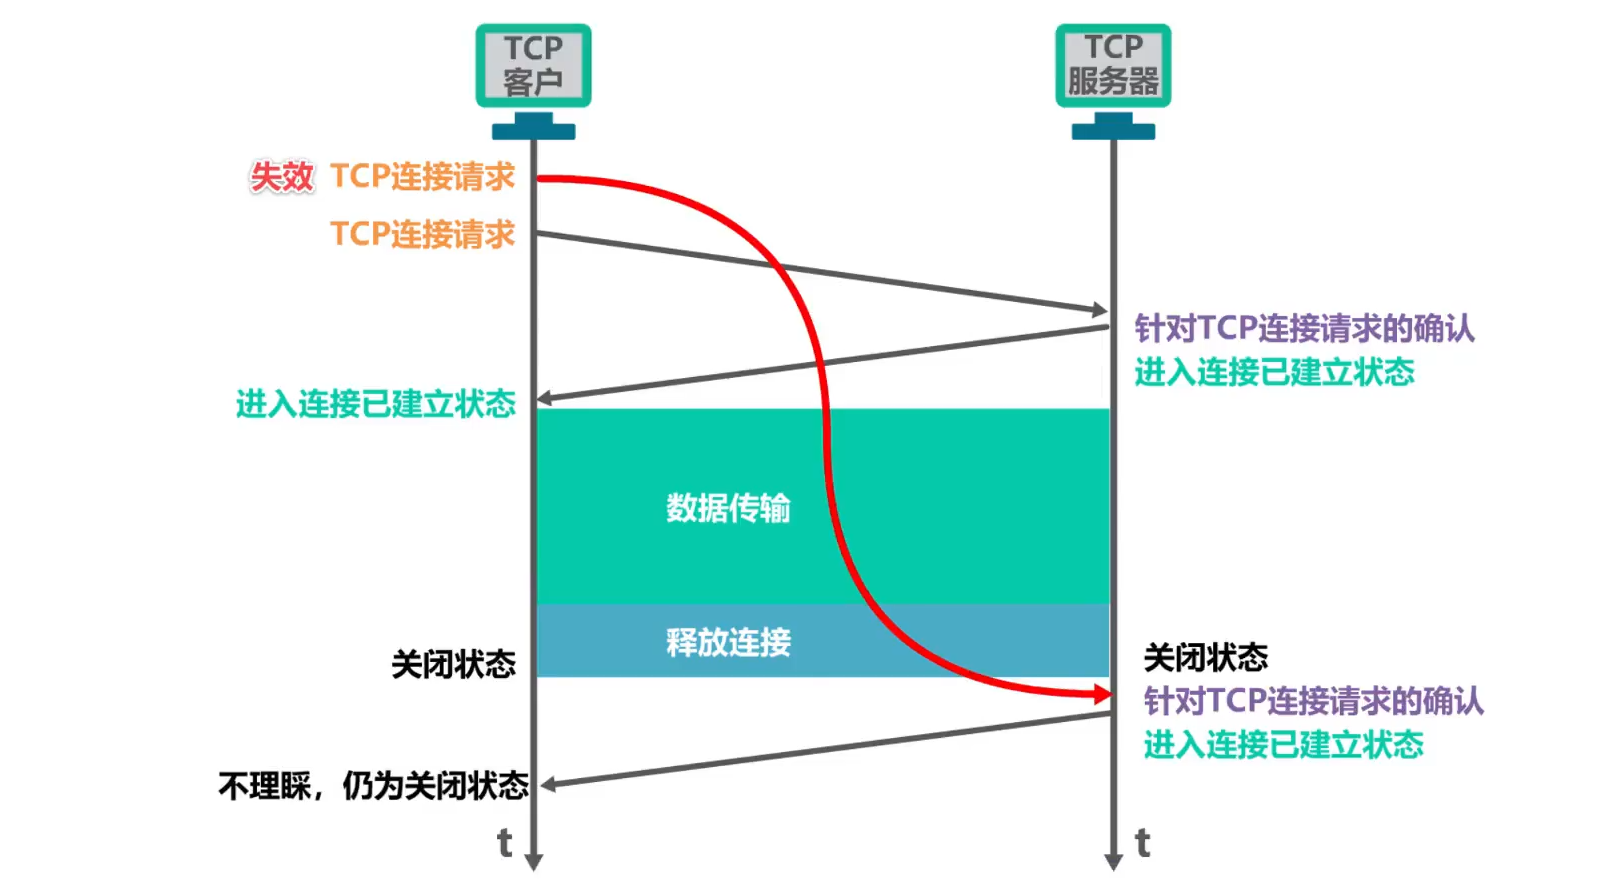 TCP
客户
TCP
服务器
失效 TCP连接请求
TCP连接请求
针对TCP连接请求的确认
进入连接已建立状态
进入连接已建立状态
数据传输
释放连接
关闭状态
关闭状态
针对TCP连接请求的确认
进入连接已建立状态
不理睬，仍为关闭状态
t
t